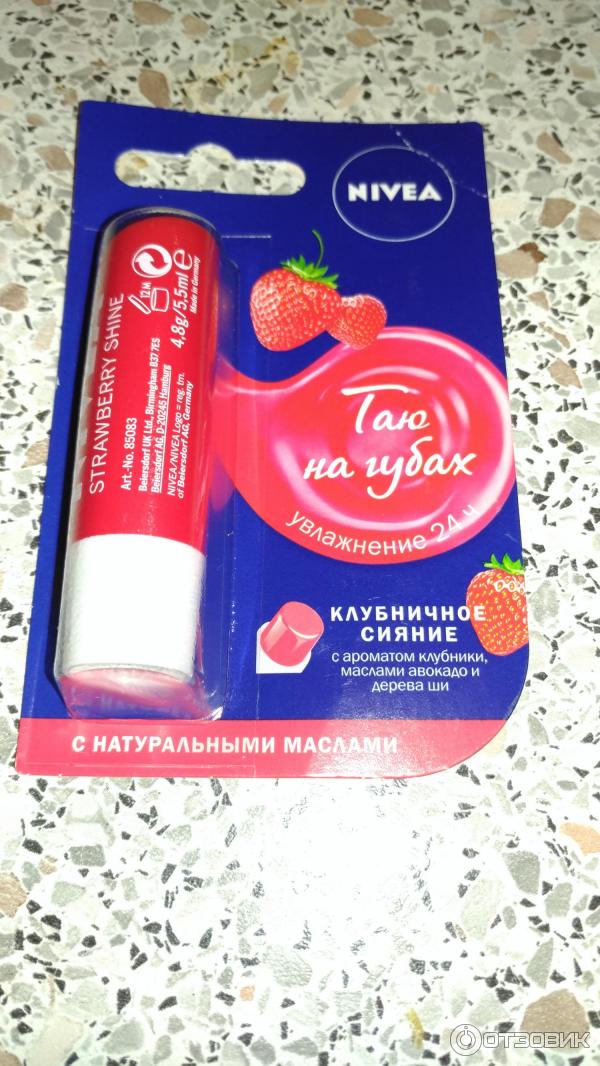 NIVEA
STRAWBERRY SHINE
Art.-No. 85083
Beiersdorf UK Ltd., Birmingham B377ES
Beiersdorf AG, D-20245 Hamburg
NIVEA/NIVEA Logo = reg. tm.
of Beiersdorf AG, Germany
12M
4,8g/5,5ml e
Made in Germany
Таю
на губах
увлажнение 24 ч
КЛУБНИЧНОЕ
СИЯНИЕ
с ароматом клубники,
маслами авокадо и
дерева ши
С НАТУРАЛЬНЫМИ МАСЛАМИ
ОТЗОВИК